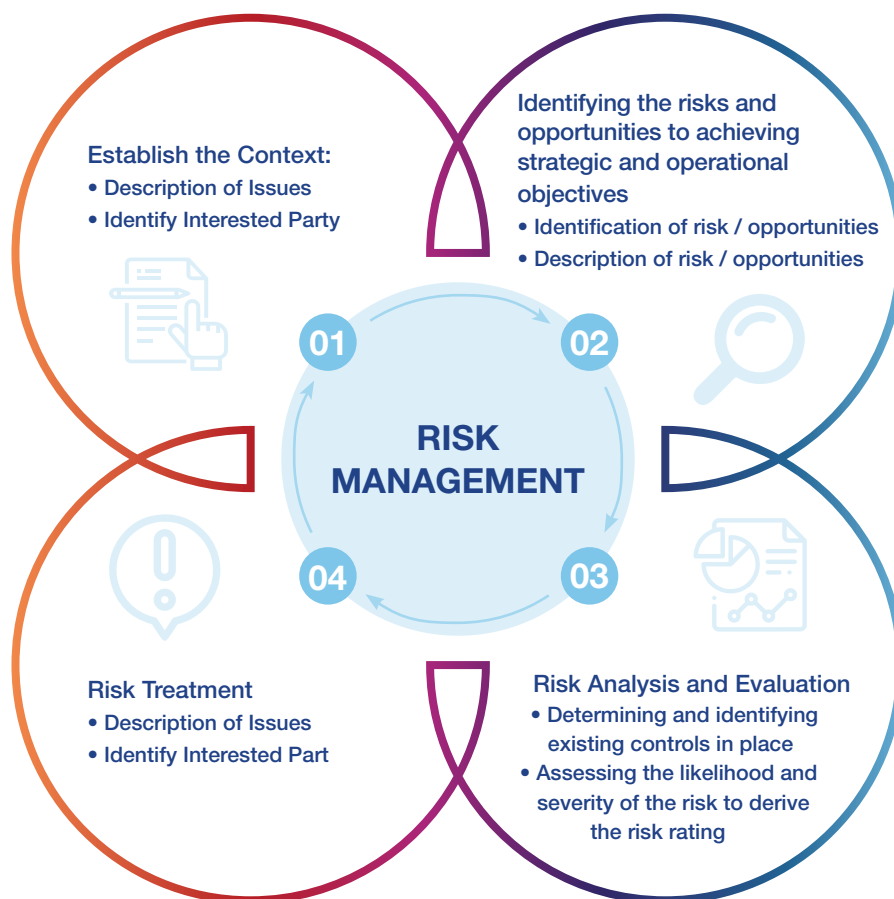 Establish the Context:
• Description of Issues
• Identify Interested Party
01
Identifying the risks and
opportunities to achieving
strategic and operational
objectives
• Identification of risk / opportunities
• Description of risk / opportunities
02
RISK
MANAGEMENT
04
Risk Treatment
• Description of Issues
• Identify Interested Part
03
Risk Analysis and Evaluation
• Determining and identifying
existing controls in place
• Assessing the likelihood and
severity of the risk to derive
the risk rating